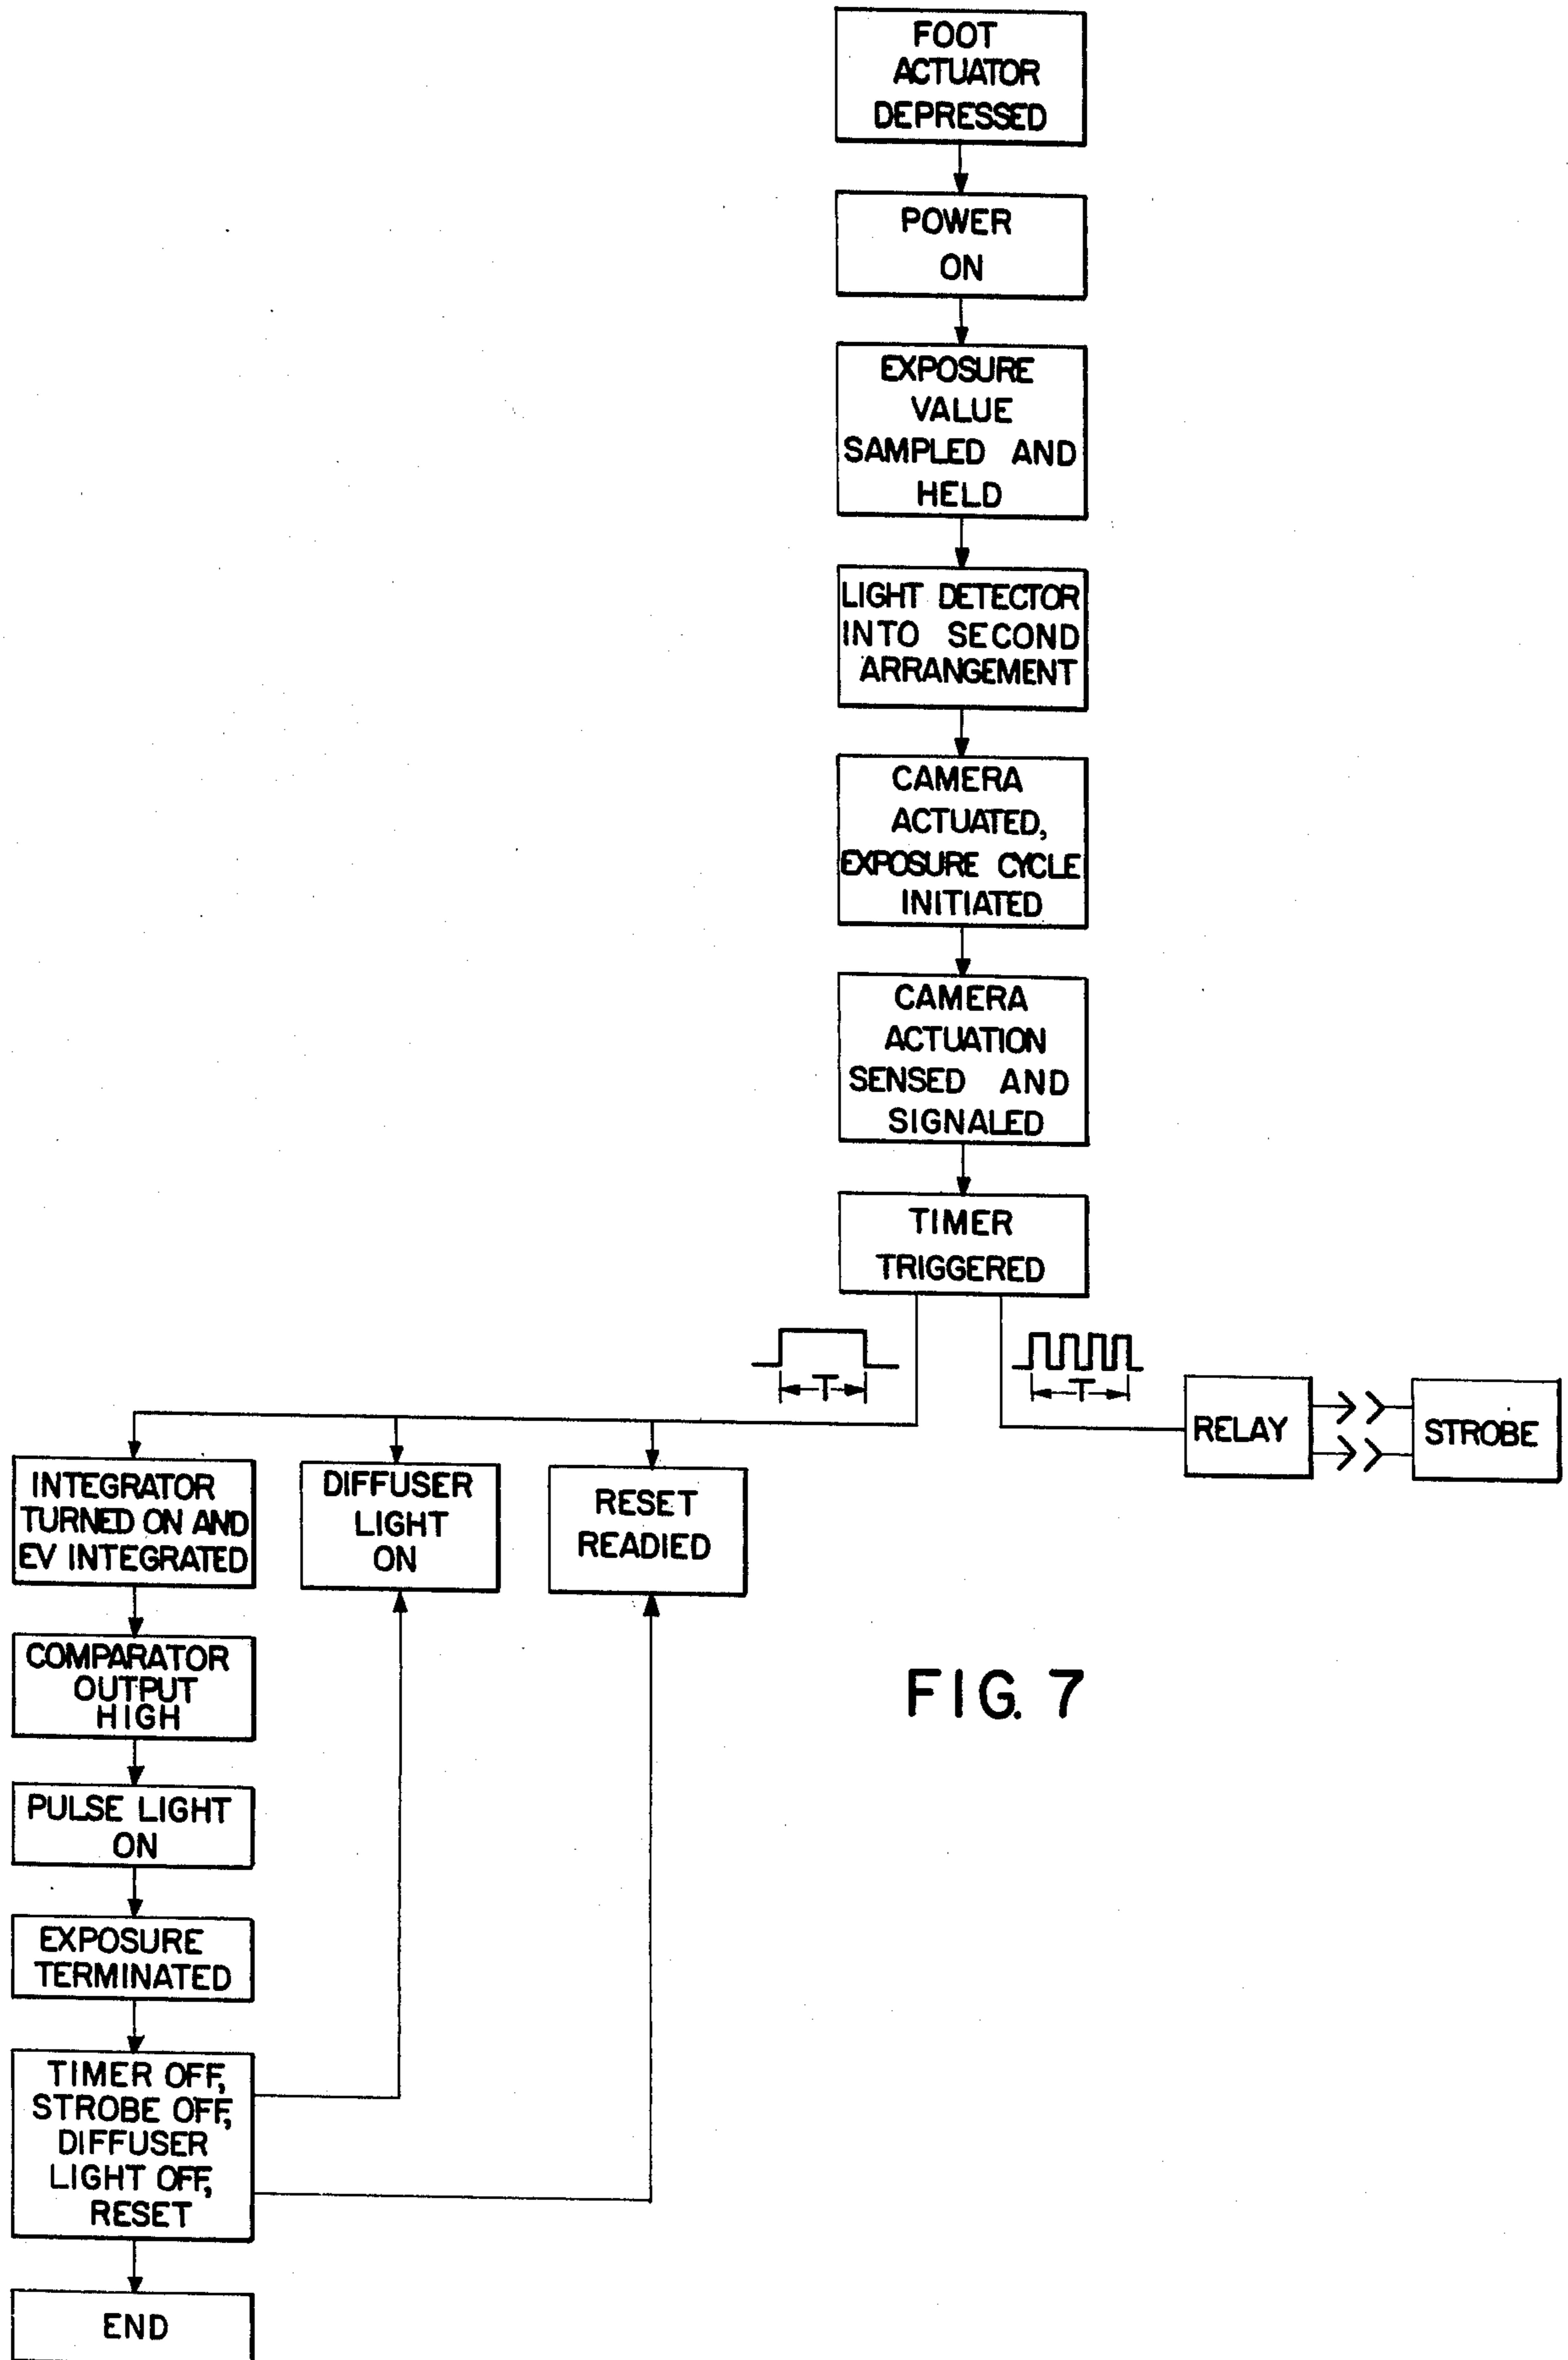 FOOT
ACTUATOR
DEPRESSED
POWER
ON
EXPOSURE
VALUE
SAMPLED AND
HELD
LIGHT DETECTOR
INTO SECOND
ARRANGEMENT
CAMERA
ACTUATED,
EXPOSURE CYCLE
INITIATED
CAMERA
ACTUATION
SENSED AND
SIGNALED
TIMER
TRIGGERED
T
T
RELAY
STROBE
INTEGRATOR
TURNED ON AND
EV INTEGRATED
DIFFUSER
LIGHT
ON
RESET
READIED
COMPARATOR
OUTPUT
HIGH
PULSE LIGHT
ON
EXPOSURE
TERMINATED
TIMER OFF,
STROBE OFF,
DIFFUSER
LIGHT OFF,
RESET
END
FIG. 7